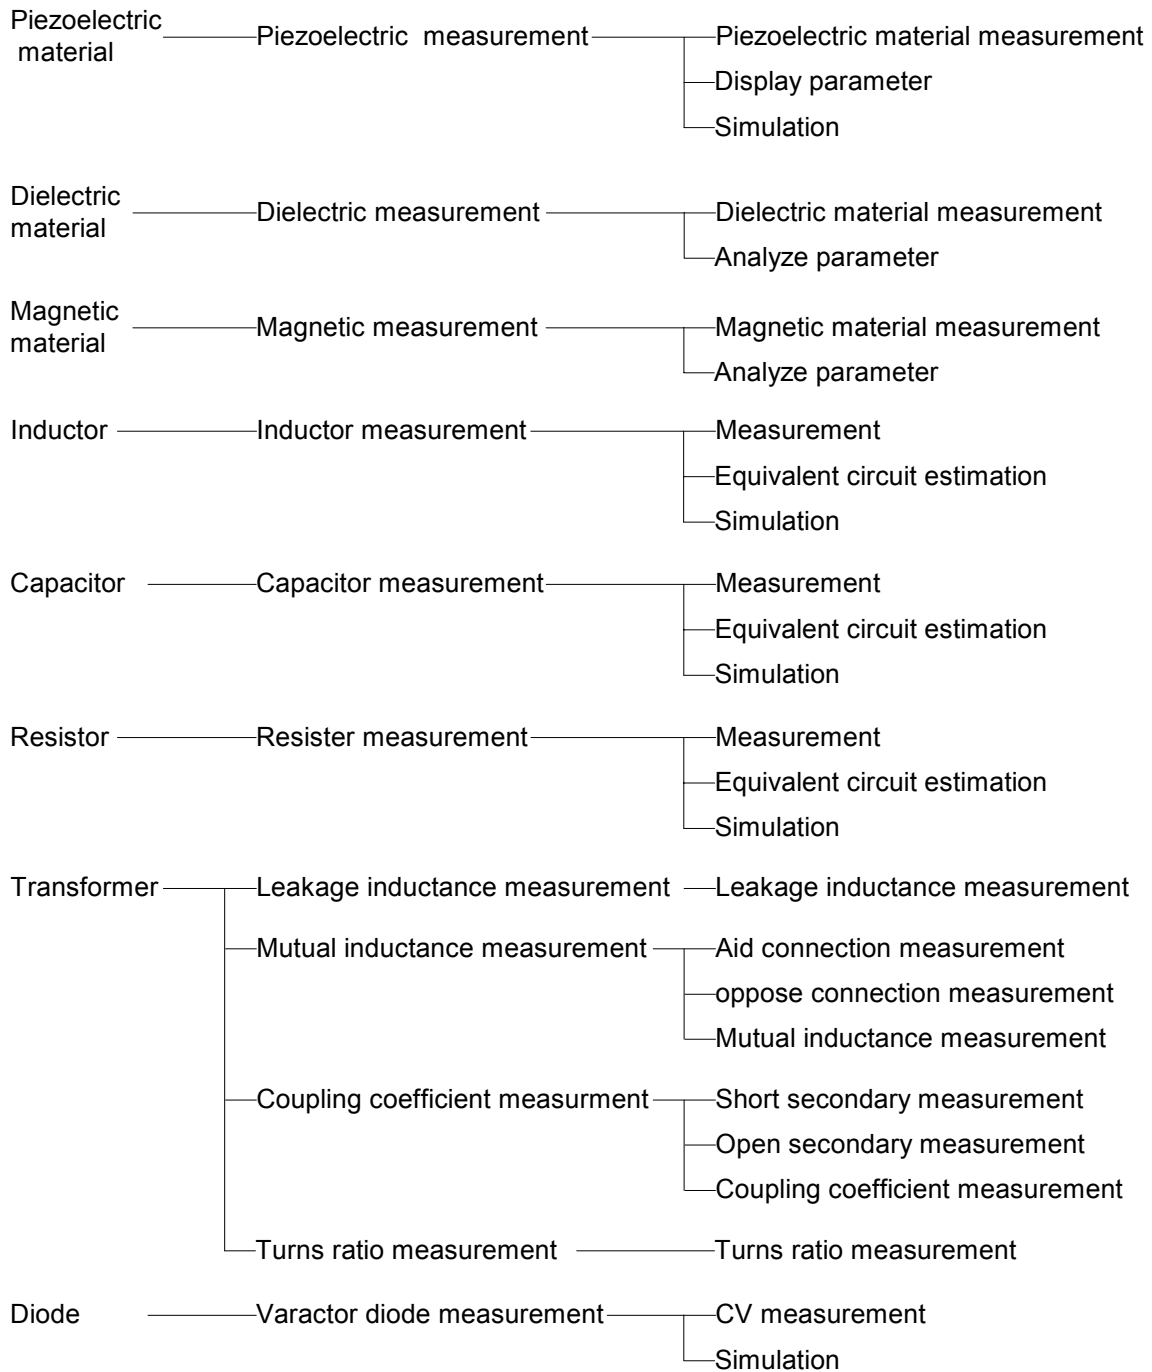 Piezoelectric
material
Piezoelectric measurement
Piezoelectric material measurement
Display parameter
Simulation
Dielectric
material
Dielectric measurement
Dielectric material measurement
Analyze parameter
Magnetic
material
Magnetic measurement
Magnetic material measurement
Analyze parameter
Inductor
Inductor measurement
Measurement
Equivalent circuit estimation
Simulation
Capacitor
Capacitor measurement
Measurement
Equivalent circuit estimation
Simulation
Resistor
Resister measurement
Measurement
Equivalent circuit estimation
Simulation
Transformer
Leakage inductance measurement
Leakage inductance measurement
Mutual inductance measurement
Aid connection measurement
oppose connection measurement
Mutual inductance measurement
Coupling coefficient measurment
Short secondary measurement
Open secondary measurement
Coupling coefficient measurement
Turns ratio measurement
Turns ratio measurement
Diode
Varactor diode measurement
CV measurement
Simulation